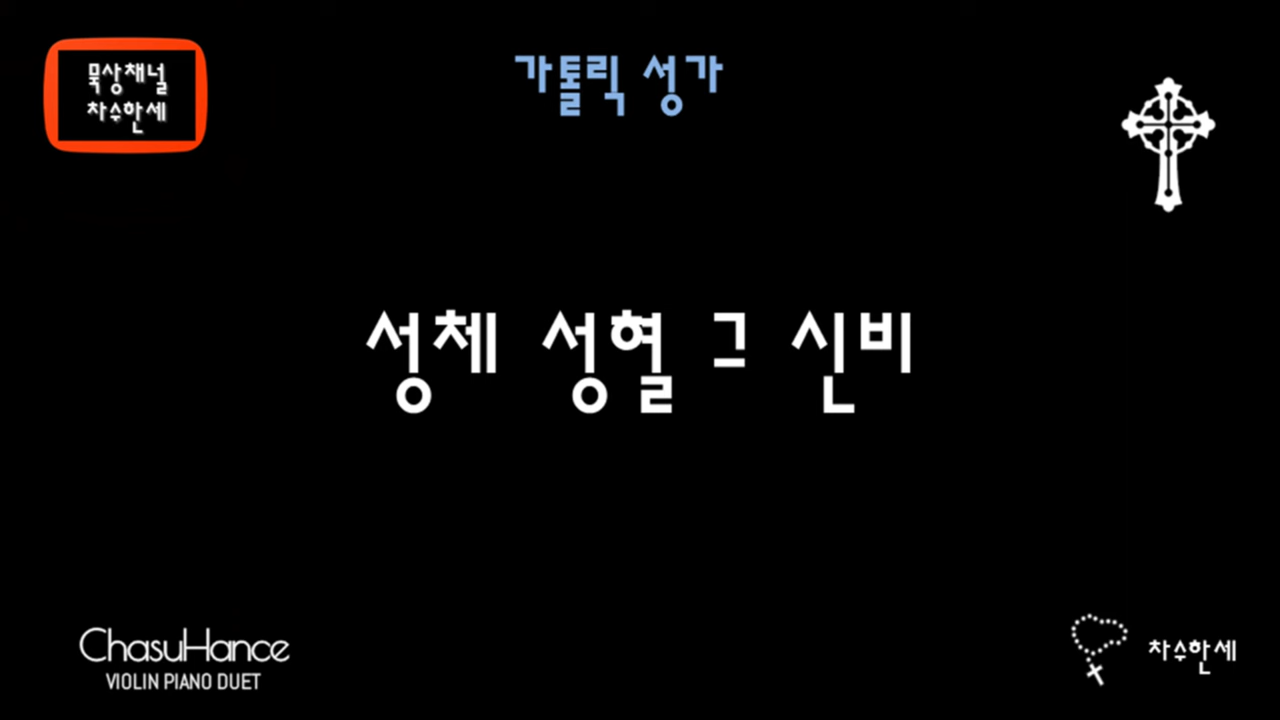 묵상채널
차수한세
가톨릭 성가
성체 성혈 그 신비
ChasuHance
VIOLIN PIANO DUET
차수한세